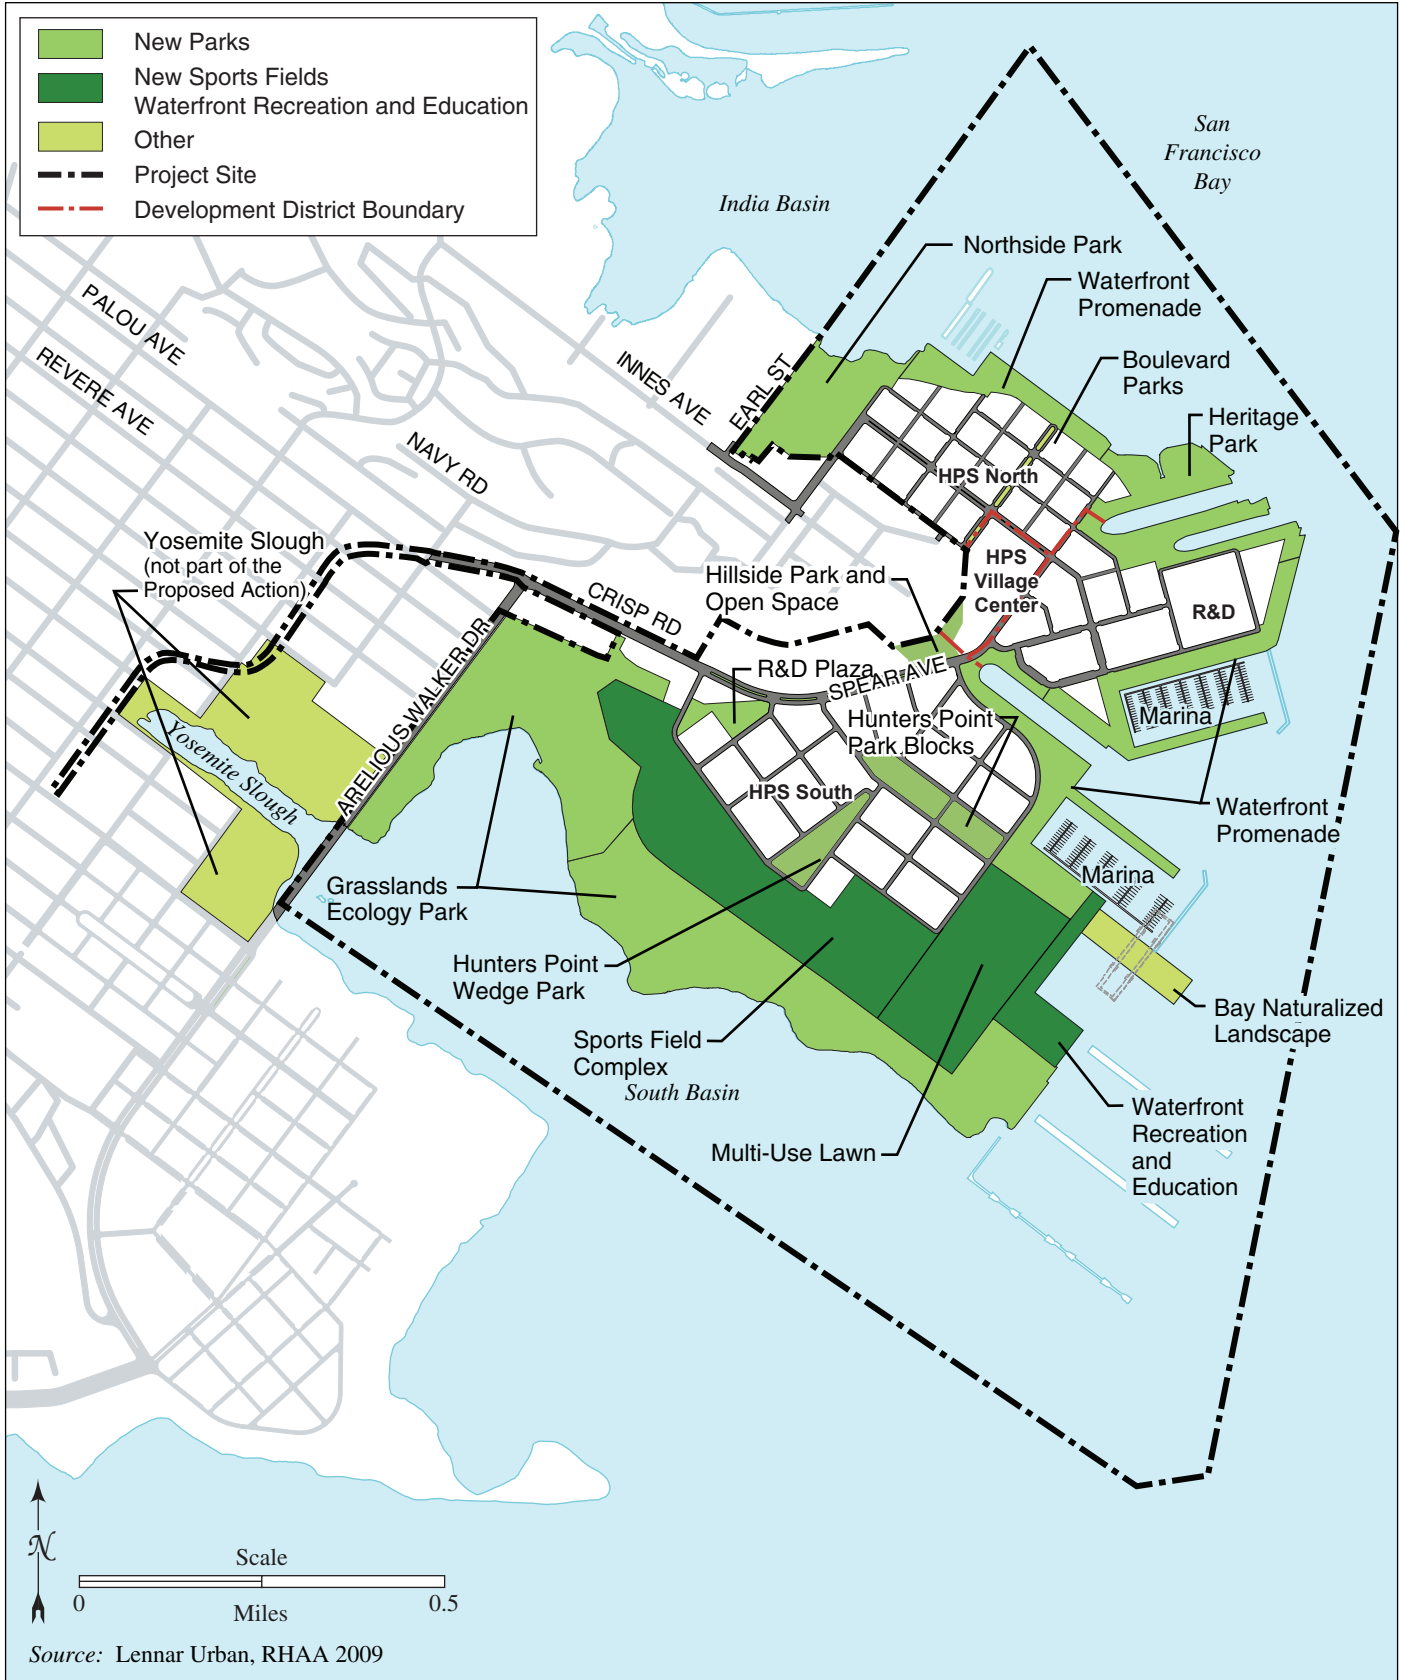 New Parks
New Sports Fields
Waterfront Recreation and Education
Other
Project Site
Development District Boundary
San
Francisco
Bay
India Basin
Northside Park
Waterfront
Promenade
Boulevard
Parks
Heritage
Park
PALOU AVE
REVERE AVE
INNES AVE
EARL ST
NAVY RD
HPS North
Yosemite Slough
(not part of the
Proposed Action)
HPS
Village
Center
Hillside Park and
Open Space
CRISP RD
R&D
ARELIOUS WALKER DR
R&D Plaza
SPEAR AVE
Marina
Hunters Point
Park Blocks
Yosemite Slough
HPS South
Waterfront
Promenade
Marina
Grasslands
Ecology Park
Hunters Point
Wedge Park
Bay Naturalized
Landscape
Sports Field
Complex
South Basin
Waterfront
Recreation
and
Education
Multi-Use Lawn
N
Scale
0
0.5
Miles
Source: Lennar Urban, RHAA 2009